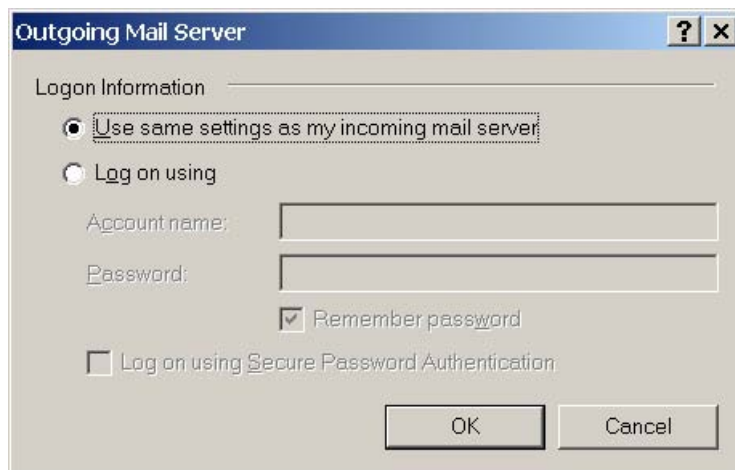 Outgoing Mail Server
Logon Information
Use same settings as my incoming mail server
Log on using
Account name:
Password:
Remember password
Log on using Secure Password Authentication
OK Cancel